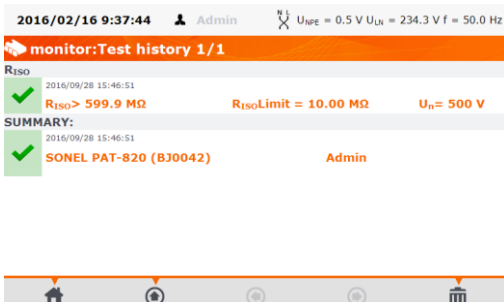 2016/02/16 9:37:44 Admin N L UNPE = 0.5 V ULN = 234.3 V f = 50.0 Hz
monitor:Test history 1/1
RISO
2016/09/28 15:46:51
RISO> 599.9 MΩ RISOLimit = 10.00 MΩ Un= 500 V
SUMMARY:
2016/09/28 15:46:51
SONEL PAT-820 (BJ0042) Admin